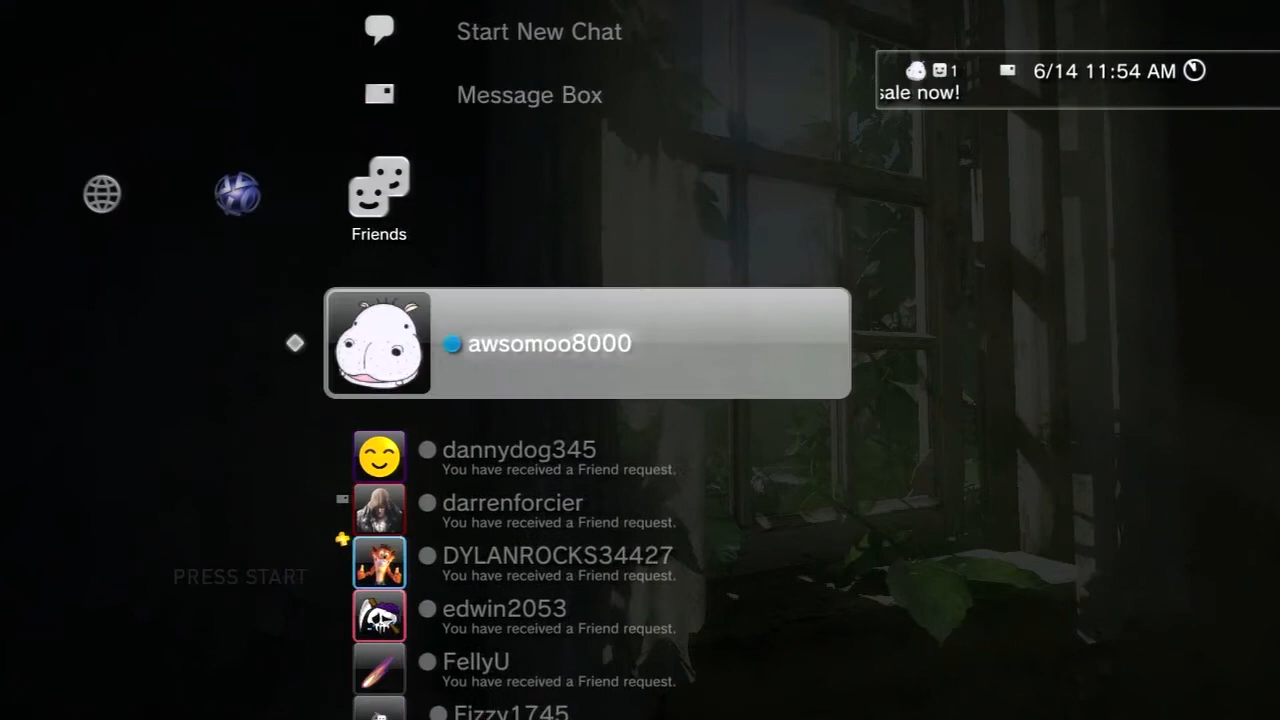 Start New Chat
1 6/14 11:54 AM
sale now!
Message Box
Friends
awsomoo8000
dannydog345
You have received a Friend request.
darrenforcier
You have received a Friend request.
DYLANROCKS34427
You have received a Friend request.
PRESS START
edwin2053
You have received a Friend request.
FellyU
You have received a Friend request.
Fizzy1745